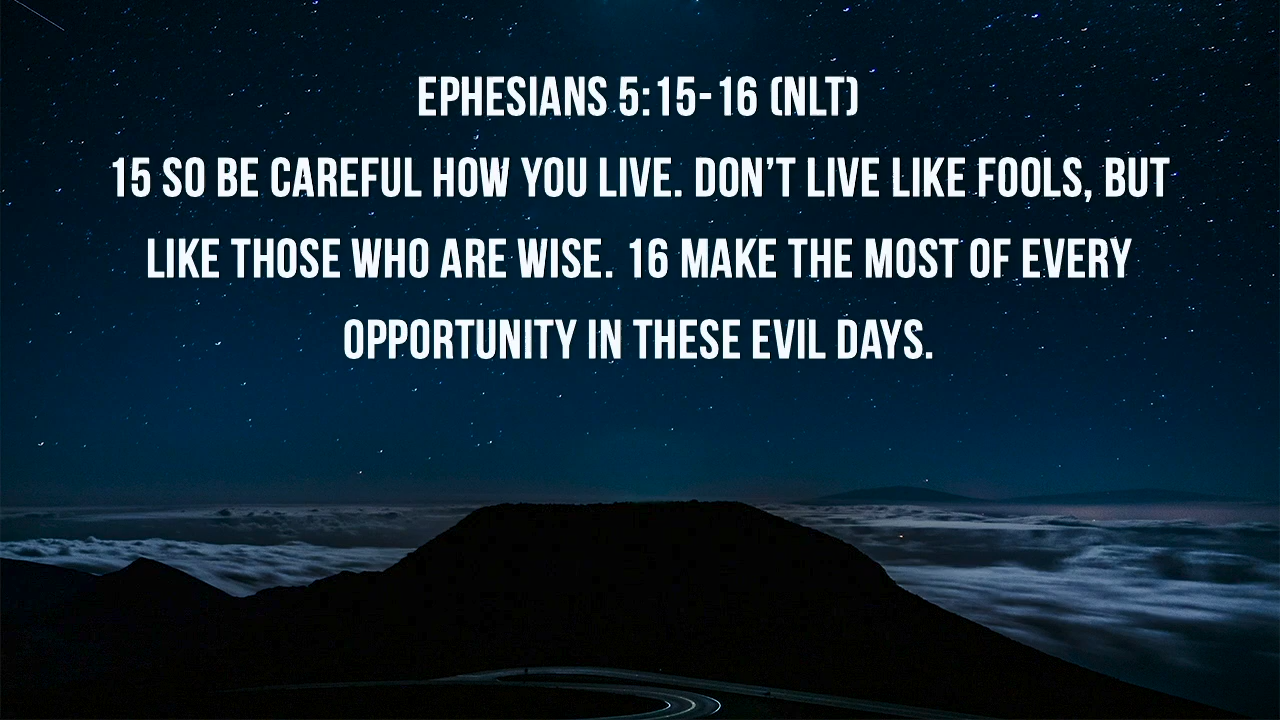 EPHESIANS 5:15-16 (NLT)
15 SO BE CAREFUL HOW YOU LIVE. DON’T LIVE LIKE FOOLS, BUT
LIKE THOSE WHO ARE WISE. 16 MAKE THE MOST OF EVERY
OPPORTUNITY IN THESE EVIL DAYS.